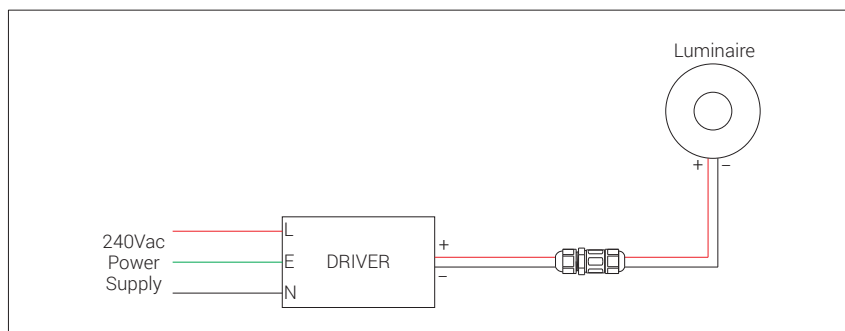 Luminaire
+ –
240Vac
Power
Supply
L
E
N
DRIVER
+
–